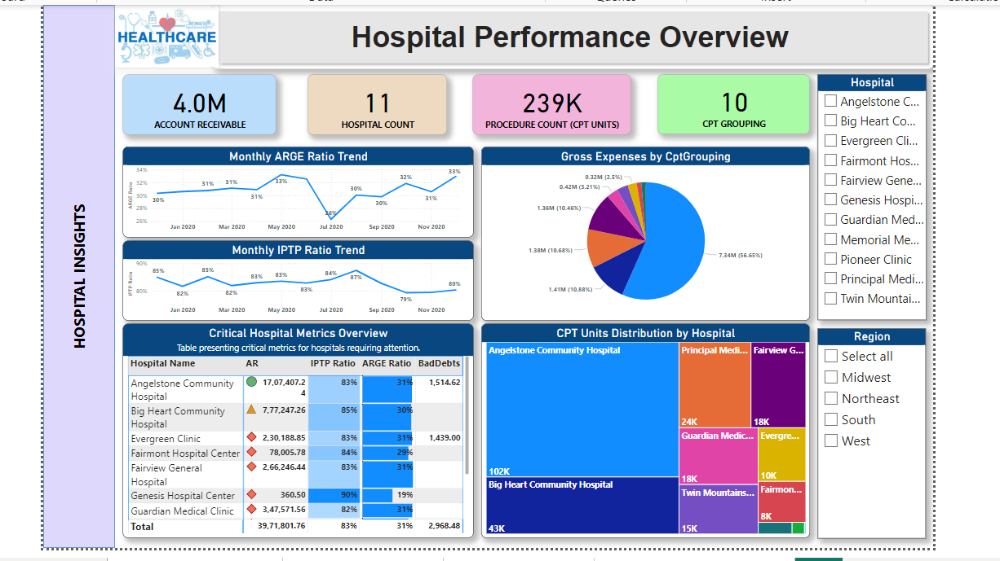 HEALTHCARE
Hospital Performance Overview
HOSPITAL INSIGHTS
4.0M
ACCOUNT RECEIVABLE
11
HOSPITAL COUNT
239K
PROCEDURE COUNT (CPT UNITS)
10
CPT GROUPING
Monthly ARGE Ratio Trend
ARGE Ratio
34%
32%
30%
28%
26%
30%
31%
31%
31%
33%
26%
30%
30%
32%
31%
33%
Jan 2020
Mar 2020
May 2020
Jul 2020
Sep 2020
Nov 2020
Monthly IPTP Ratio Trend
IPTP Ratio
90%
80%
85%
82%
85%
82%
83%
83%
83%
84%
87%
79%
80%
Jan 2020
Mar 2020
May 2020
Jul 2020
Sep 2020
Nov 2020
Gross Expenses by CptGrouping
0.32M (2.5%)
0.42M (3.21%)
1.36M (10.46%)
1.38M (10.68%)
1.41M (10.88%)
7.34M (56.65%)
Critical Hospital Metrics Overview
Table presenting critical metrics for hospitals requiring attention.
Hospital Name AR IPTP Ratio ARGE Ratio BadDebts
Angelstone Community Hospital 17,07,407.24 83% 31% 1,514.62
Big Heart Community Hospital 7,77,247.26 85% 30%
Evergreen Clinic 2,30,188.85 83% 31% 1,439.00
Fairmont Hospital Center 78,005.78 84% 29%
Fairview General Hospital 2,66,246.44 83% 31%
Genesis Hospital Center 360.50 90% 19%
Guardian Medical Clinic 3,47,571.56 82% 31%
Total 39,71,801.76 83% 31% 2,968.48
CPT Units Distribution by Hospital
Angelstone Community Hospital
102K
Big Heart Community Hospital
43K
Principal Medi...
24K
Fairview G...
18K
Guardian Medic...
18K
Twin Mountains...
15K
Evergre...
10K
Fairmon...
8K
Hospital
Angelstone C...
Big Heart Co...
Evergreen Cli...
Fairmont Hos...
Fairview Gene...
Genesis Hospi...
Guardian Med...
Memorial Me...
Pioneer Clinic
Principal Medi...
Twin Mountai...
Region
Select all
Midwest
Northeast
South
West